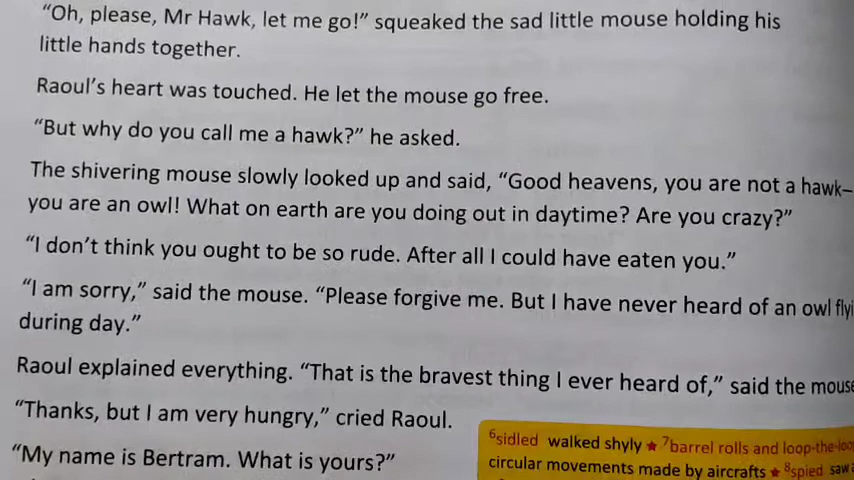 “Oh, please, Mr Hawk, let me go!” squeaked the sad little mouse holding his
little hands together.
Raoul’s heart was touched. He let the mouse go free.
“But why do you call me a hawk?” he asked.
The shivering mouse slowly looked up and said, “Good heavens, you are not a hawk–
you are an owl! What on earth are you doing out in daytime? Are you crazy?”
“I don’t think you ought to be so rude. After all I could have eaten you.”
“I am sorry,” said the mouse. “Please forgive me. But I have never heard of an owl flyi
during day.”
Raoul explained everything. “That is the bravest thing I ever heard of,” said the mouse
“Thanks, but I am very hungry,” cried Raoul.
“My name is Bertram. What is yours?”
⁶sidled walked shyly ★ ⁷barrel rolls and loop-the-loo
circular movements made by aircrafts ★ ⁸spied saw